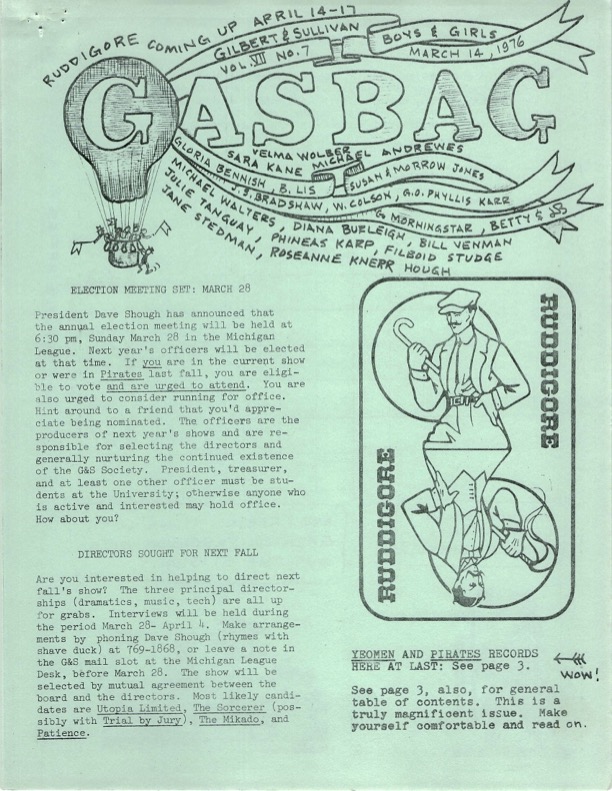 RUDDIGORE COMING UP APRIL 14-17
GILBERT & SULLIVAN BOYS & GIRLS
VOL. VII NO. 7 MARCH 14, 1976
GASBAG
VELMA WOLBER
SARA KANE MICHAEL ANDREWES
GLORIA BENNISH, B. LIS SUSAN & MORROW JONES
J. S. BRADSHAW, W. COLSON, G.O. PHYLLIS KARR
G MORNINGSTAR, BETTY &
MICHAEL WALTERS, DIANA BURLEIGH, BILL VENMAN
JULIE TANGUAY, PHINEAS KARP, FILBOID STUDGE
JANE STEDMAN, ROSEANNE KNERR HOUGH
ELECTION MEETING SET: MARCH 28
President Dave Shough has announced that
the annual election meeting will be held at
6:30 pm, Sunday March 28 in the Michigan
League. Next year's officers will be elected
at that time. If you are in the current show
or were in Pirates last fall, you are eligi-
ble to vote and are urged to attend. You are
also urged to consider running for office.
Hint around to a friend that you'd appre-
ciate being nominated. The officers are the
producers of next year's shows and are re-
sponsible for selecting the directors and
generally nurturing the continued existence
of the G&S Society. President, treasurer,
and at least one other officer must be stu-
dents at the University; otherwise anyone who
is active and interested may hold office.
How about you?
DIRECTORS SOUGHT FOR NEXT FALL
Are you interested in helping to direct next
fall's show? The three principal director-
ships (dramatics, music, tech) are all up
for grabs. Interviews will be held during
the period March 28- April 4. Make arrange-
ments by phoning Dave Shough (rhymes with
shave duck) at 769-1868, or leave a note in
the G&S mail slot at the Michigan League
Desk, before March 28. The show will be
selected by mutual agreement between the
board and the directors. Most likely candi-
dates are Utopia Limited, The Sorcerer (pos-
sibly with Trial by Jury), The Mikado, and
Patience.
RUDDIGORE
RUDDIGORE
YEOMEN AND PIRATES RECORDS
HERE AT LAST: See page 3.
WOW!
See page 3, also, for general
table of contents. This is a
truly magnificent issue. Make
yourself comfortable and read on.